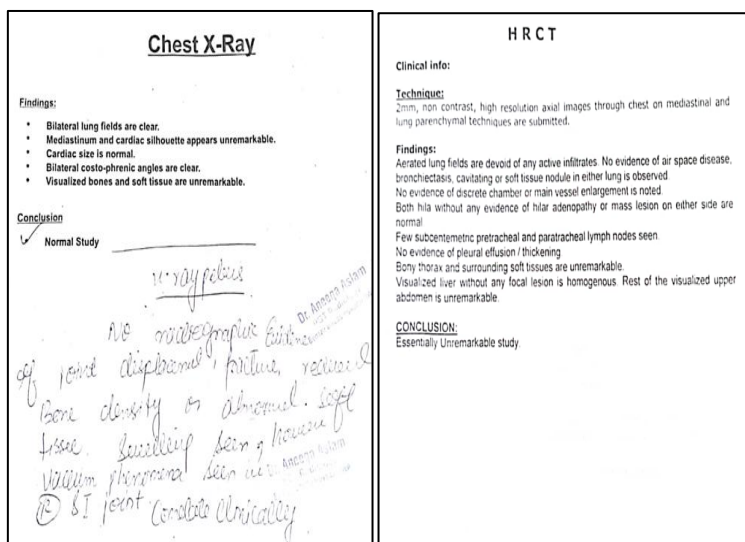 Chest X-Ray
Findings:
• Bilateral lung fields are clear.
• Mediastinum and cardiac silhouette appears unremarkable.
• Cardiac size is normal.
• Bilateral costo-phrenic angles are clear.
• Visualized bones and soft tissue are unremarkable.
Conclusion
Normal Study
x-ray pelvis
Dr. Aneena Aslam
No radiographic Evidence
of joint displacement, fracture, reduced
Bone density or abnormal soft
tissue swelling seen, however
Dr. Aneena Aslam
vaccum phenomena seen in
R SI joint Correlate Clinically
HRCT
Clinical info:
Technique:
2mm, non contrast, high resolution axial images through chest on mediastinal and
lung parenchymal techniques are submitted.
Findings:
Aerated lung fields are devoid of any active infiltrates. No evidence of air space disease,
bronchiectasis, cavitating or soft tissue nodule in either lung is observed
No evidence of discrete chamber or main vessel enlargement is noted
Both hila without any evidence of hilar adenopathy or mass lesion on either side are
normal
Few subcentemetric pretracheal and paratracheal lymph nodes seen
No evidence of pleural effusion / thickening
Bony thorax and surrounding soft tissues are unremarkable.
Visualized liver without any focal lesion is homogenous. Rest of the visualized upper
abdomen is unremarkable.
CONCLUSION:
Essentially Unremarkable study.